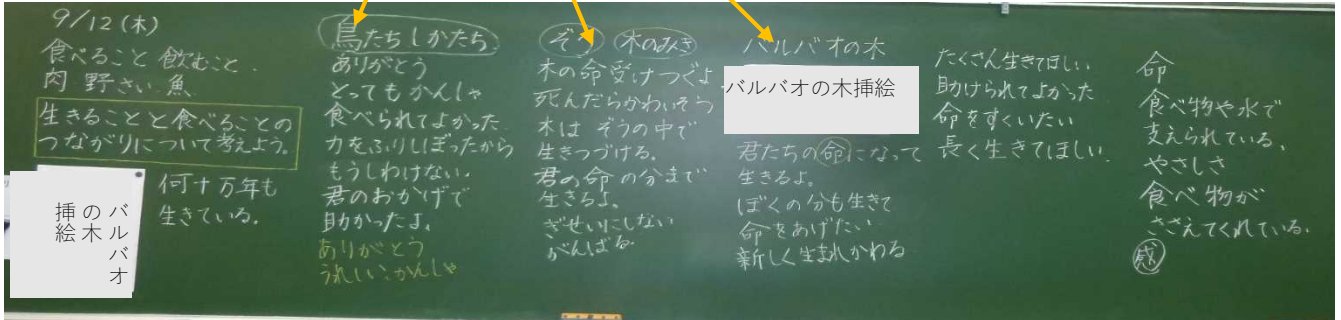 9/12(木)
食べること 飲むこと.
肉 野さい 魚
生きることと食べることの
つながりについて考えよう。
バルバオ
の木
挿絵
何十万年も
生きている。
鳥たち しかたち
ありがとう
とってもかんしゃ
食べられてよかった
力をふりしぼったから
もうしわけない。
君のおかげで
助かったよ。
ありがとう
うれしい かんしゃ
ぞう 木のみき
木の命受けつぐよ
死んだらかわいそう
木は ぞうの中で
生きつづける。
君の命の分まで
生きるよ。
ぎせいにしない
がんばる
バルバオの木
バルバオの木挿絵
君たちの命になって
生きるよ。
ぼくの分も生きて
命をあげたい
新しく生まれかわる
たくさん生きてほしい
助けられてよかった
命をすくいたい
長く生きてほしい.
命
食べ物や水で
支えられている。
やさしさ
食べ物が
ささえてくれている.
感